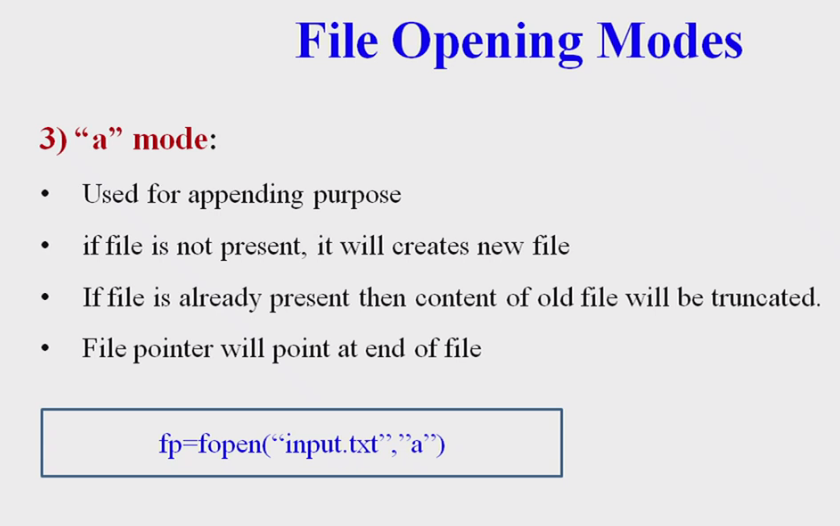 File Opening Modes
3) “a” mode:
• Used for appending purpose
• if file is not present, it will creates new file
• If file is already present then content of old file will be truncated.
• File pointer will point at end of file
fp=fopen(“input.txt”,”a”)